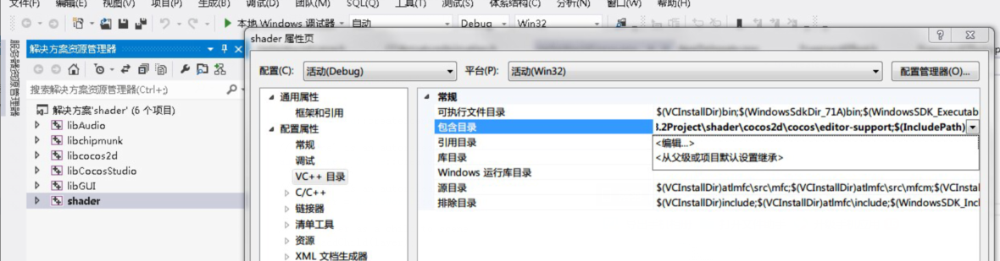 文件(F) 编辑(E) 视图(V) 项目(P) 生成(B) 调试(D) 团队(M) SQL(Q) 工具(T) 测试(S) 体系结构(C) 分析(N) 窗口(W) 帮助(H)
本地 Windows 调试器 自动 Debug Win32
服务器资源管理器
解决方案资源管理器
搜索解决方案资源管理器(Ctrl+;)
解决方案'shader' (6 个项目)
libAudio
libchipmunk
libcocos2d
libCocosStudio
libGUI
shader
shader 属性页
配置(C): 活动(Debug) 平台(P): 活动(Win32) 配置管理器(O)...
通用属性
框架和引用
配置属性
常规
调试
VC++ 目录
C/C++
链接器
清单工具
资源
XML 文档生成器
常规
可执行文件目录 $(VCInstallDir)bin;$(WindowsSdkDir_71A)bin;$(WindowsSDK_Executab
包含目录 3.2Project\shader\cocos2d\cocos\editor-support;$(IncludePath)
<编辑...>
<从父级或项目默认设置继承>
引用目录
库目录
Windows 运行库目录
源目录 $(VCInstallDir)atlmfc\src\mfc;$(VCInstallDir)atlmfc\src\mfcm;$(VCInstall
排除目录 $(VCInstallDir)include;$(VCInstallDir)atlmfc\include;$(WindowsSDK_Incl